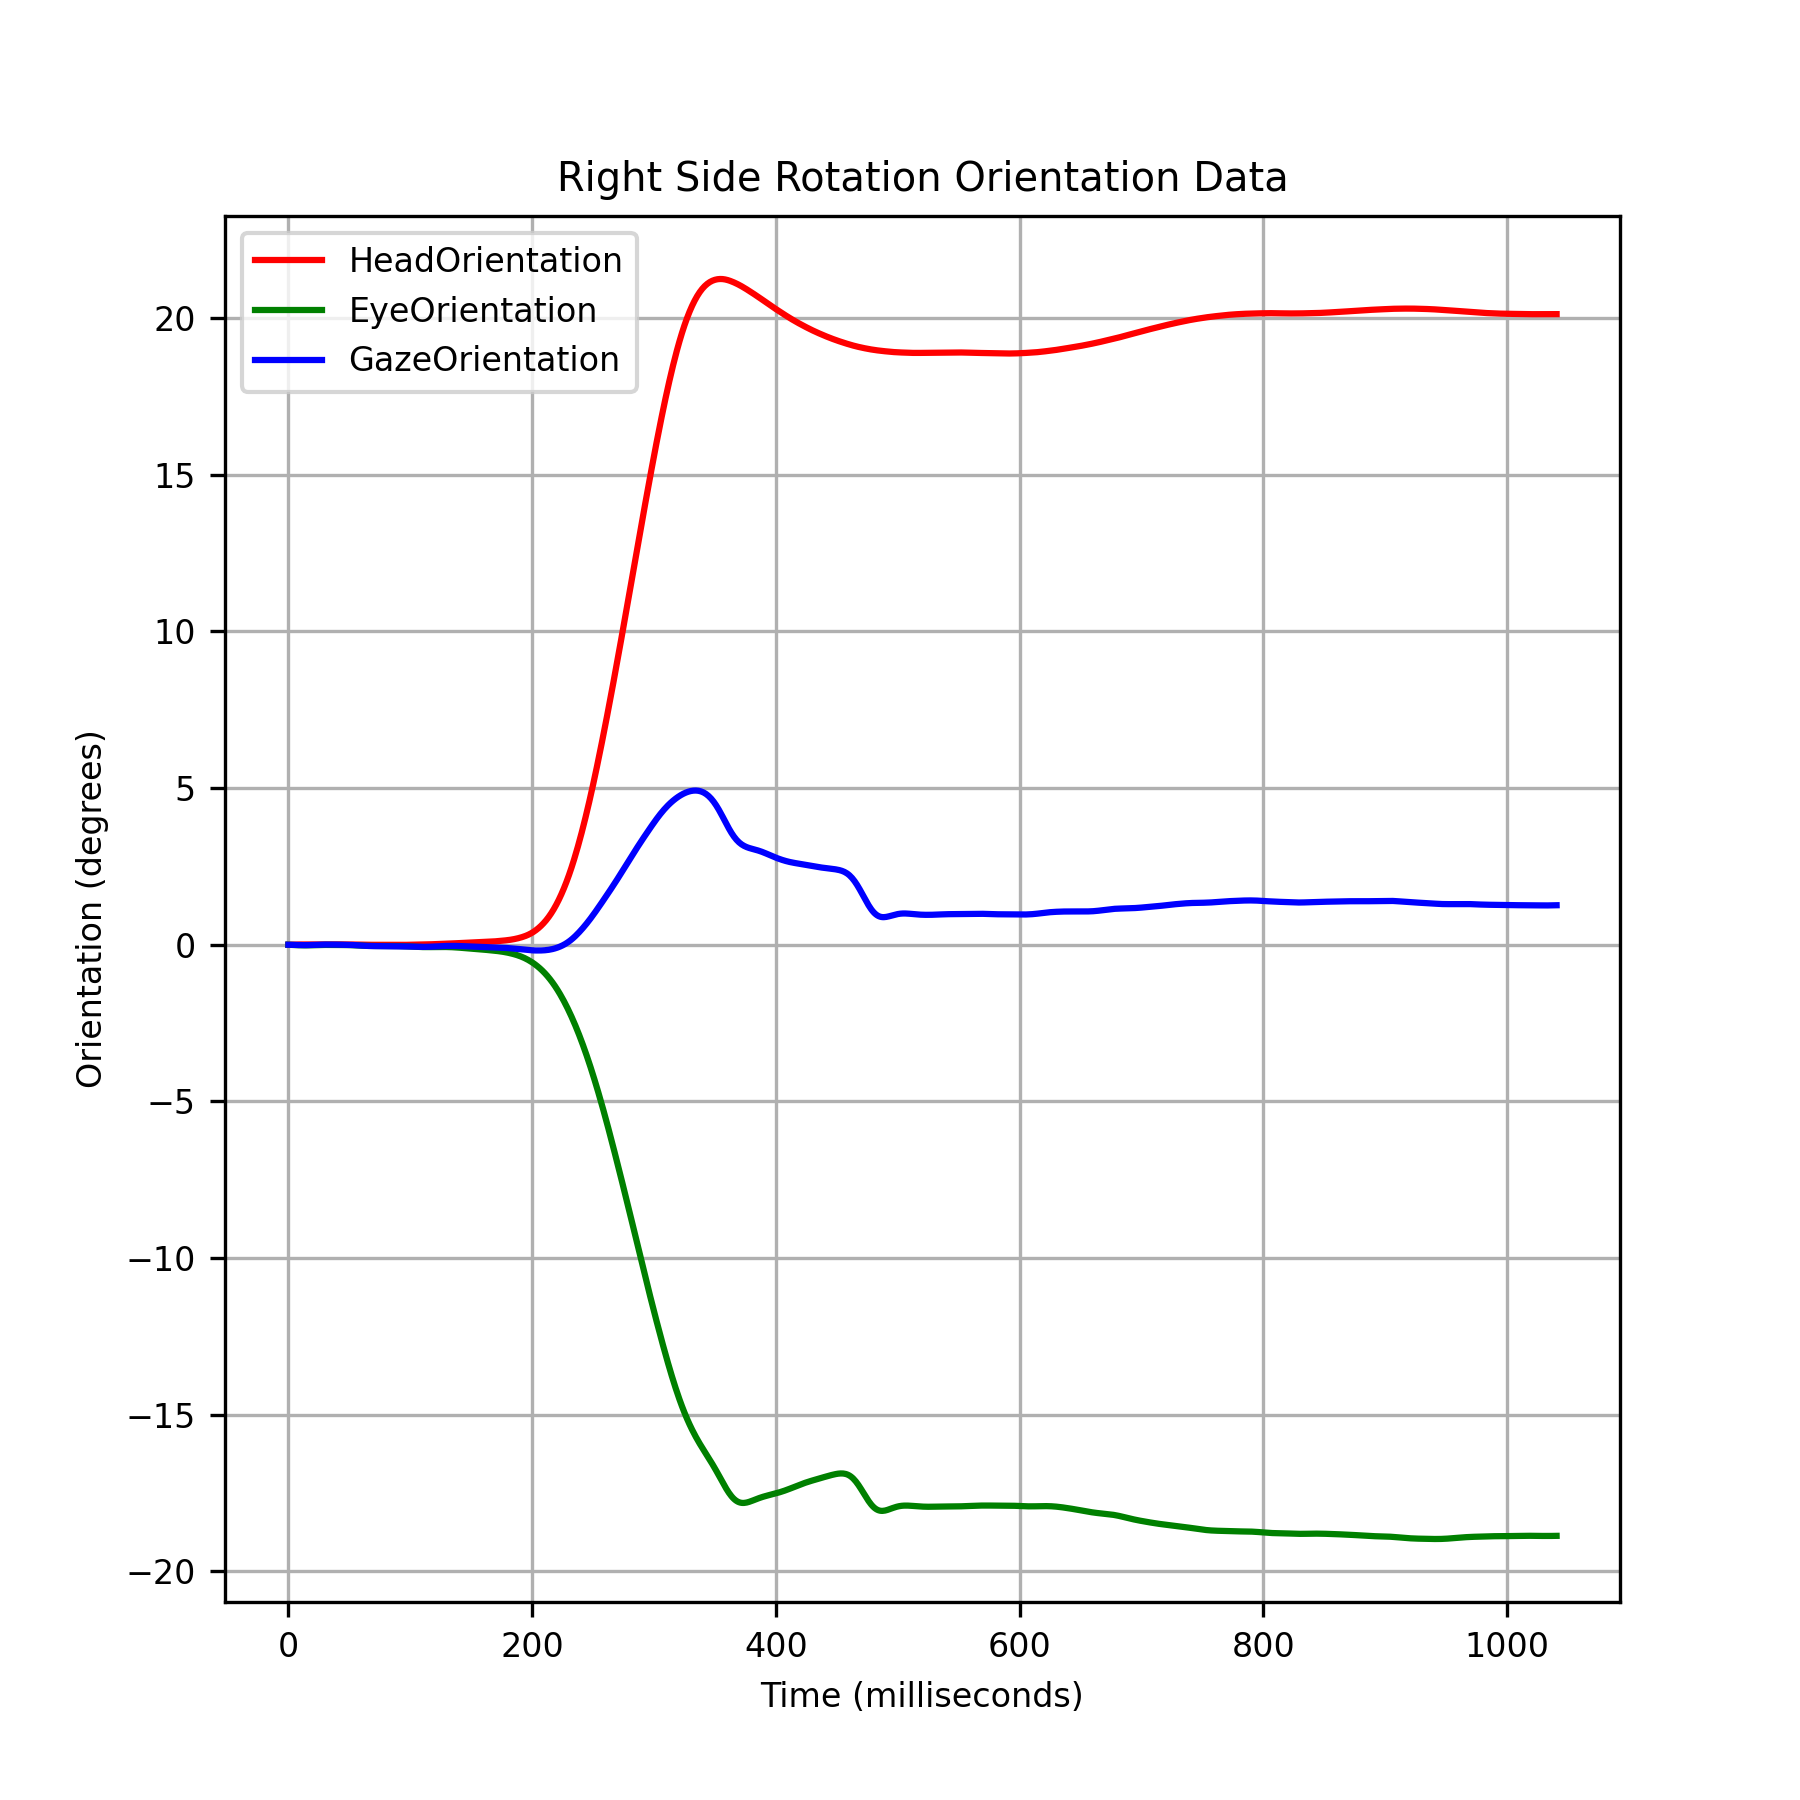 Right Side Rotation Orientation Data
HeadOrientation
EyeOrientation
GazeOrientation
20
15
10
5
0
−5
−10
−15
−20
Orientation (degrees)
0 200 400 600 800 1000
Time (milliseconds)